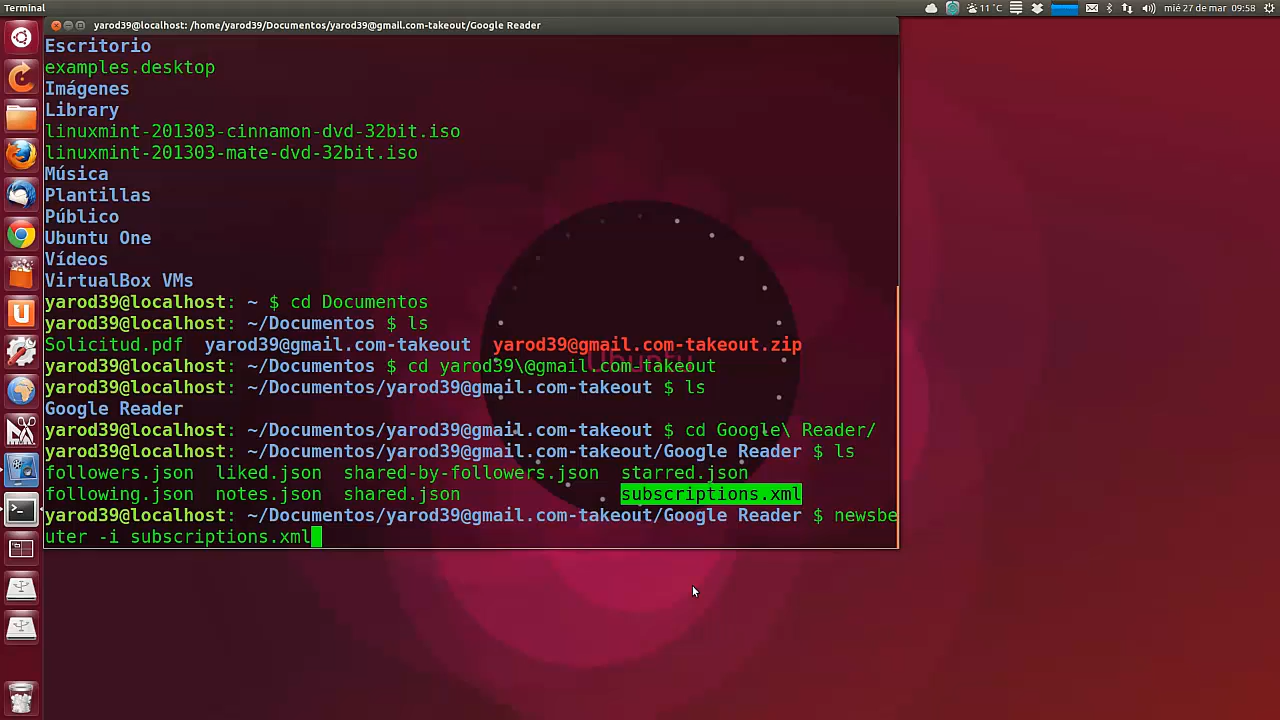 Terminal
11 °C
mié 27 de mar 09:58
yarod39@localhost: /home/yarod39/Documentos/yarod39@gmail.com-takeout/Google Reader
Escritorio
examples.desktop
Imágenes
Library
linuxmint-201303-cinnamon-dvd-32bit.iso
linuxmint-201303-mate-dvd-32bit.iso
Música
Plantillas
Público
Ubuntu One
Vídeos
VirtualBox VMs
yarod39@localhost: ~ $ cd Documentos
yarod39@localhost: ~/Documentos $ ls
Solicitud.pdf yarod39@gmail.com-takeout yarod39@gmail.com-takeout.zip
Ubuntu
yarod39@localhost: ~/Documentos $ cd yarod39\@gmail.com-takeout
yarod39@localhost: ~/Documentos/yarod39@gmail.com-takeout $ ls
Google Reader
yarod39@localhost: ~/Documentos/yarod39@gmail.com-takeout $ cd Google\ Reader/
yarod39@localhost: ~/Documentos/yarod39@gmail.com-takeout/Google Reader $ ls
followers.json liked.json shared-by-followers.json starred.json
following.json notes.json shared.json subscriptions.xml
yarod39@localhost: ~/Documentos/yarod39@gmail.com-takeout/Google Reader $ newsbe
uter -i subscriptions.xml